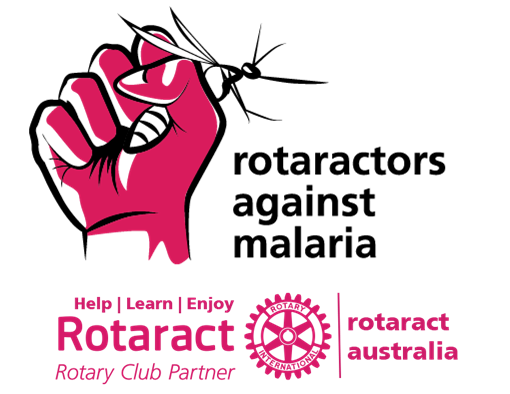 rotaractors
against
malaria
Help | Learn | Enjoy
Rotaract
Rotary Club Partner
ROTARY
INTERNATIONAL
rotaract
australia